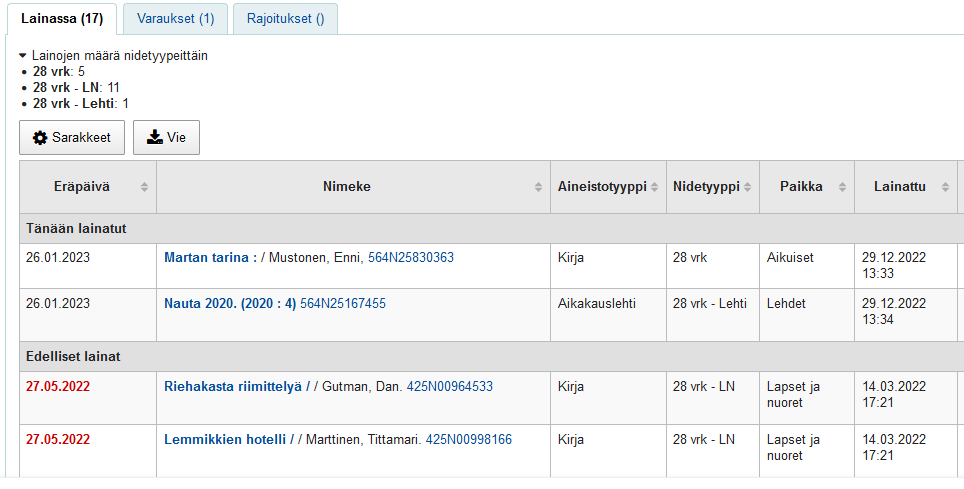 Lainassa (17) Varaukset (1) Rajoitukset ()
Lainojen määrä nidetyypeittäin
28 vrk: 5
28 vrk - LN: 11
28 vrk - Lehti: 1
Sarakkeet Vie
Eräpäivä Nimeke Aineistotyyppi Nidetyyppi Paikka Lainattu
Tänään lainatut
26.01.2023 Martan tarina : / Mustonen, Enni, 564N25830363 Kirja 28 vrk Aikuiset 29.12.2022
13:33
26.01.2023 Nauta 2020. (2020 : 4) 564N25167455 Aikakauslehti 28 vrk - Lehti Lehdet 29.12.2022
13:34
Edelliset lainat
27.05.2022 Riehakasta riimittelyä / / Gutman, Dan. 425N00964533 Kirja 28 vrk - LN Lapset ja 14.03.2022
nuoret 17:21
27.05.2022 Lemmikkien hotelli / / Marttinen, Tittamari. 425N00998166 Kirja 28 vrk - LN Lapset ja 14.03.2022
nuoret 17:21